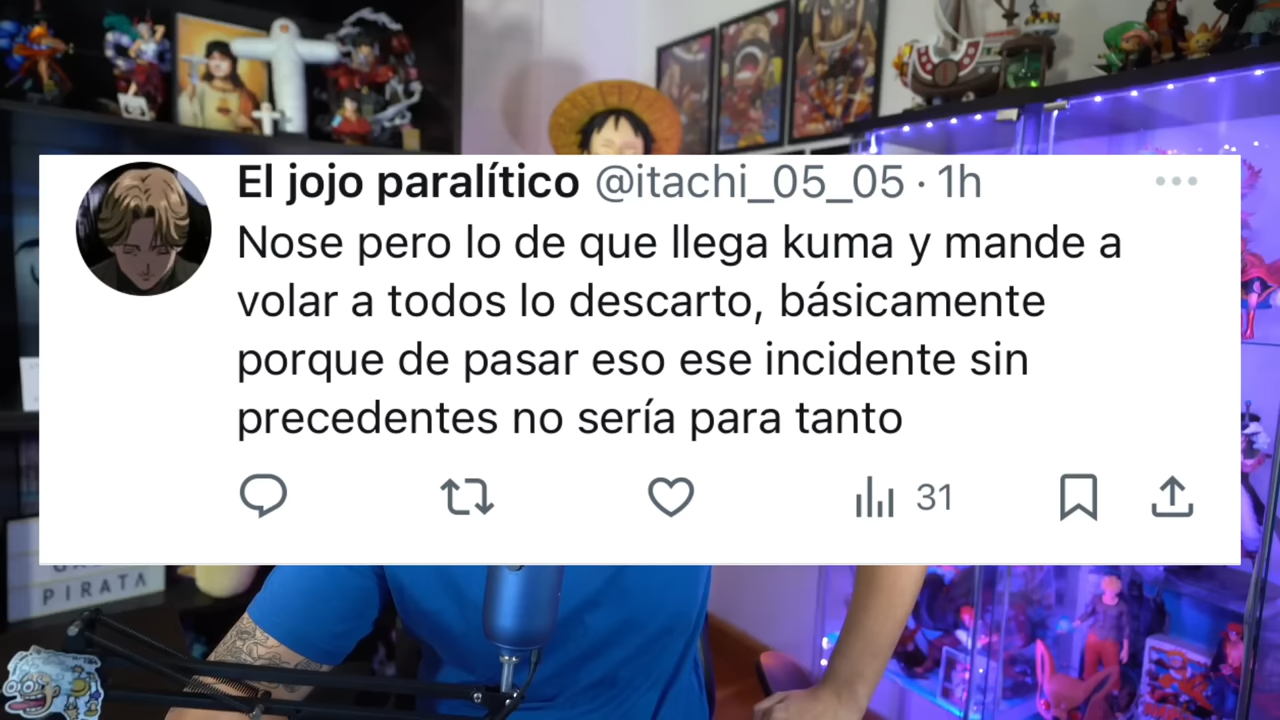 El jojo paralítico @itachi_05_05 · 1h
Nose pero lo de que llega kuma y mande a
volar a todos lo descarto, básicamente
porque de pasar eso ese incidente sin
precedentes no sería para tanto
31
PIRATA